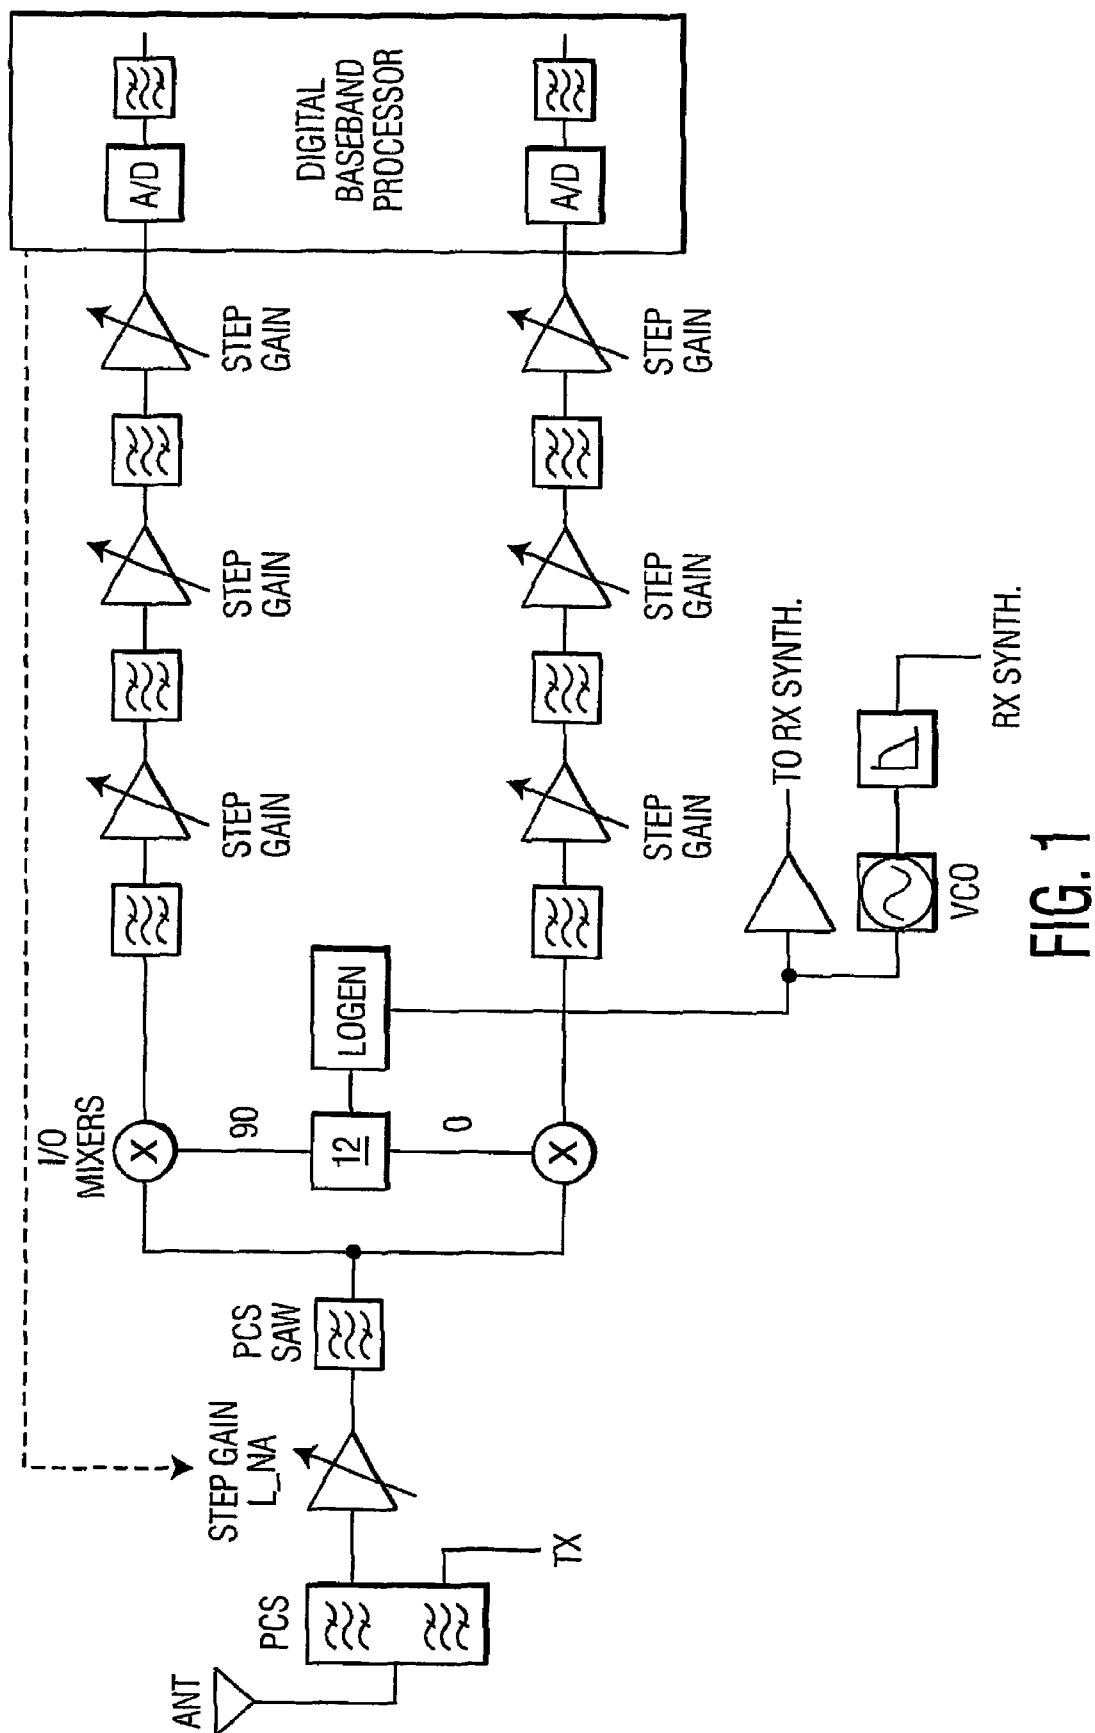 ANT
PCS
TX
STEP GAIN
L_NA
PCS
SAW
I/O
MIXERS
X
90
12
0
X
LOGEN
STEP
GAIN
STEP
GAIN
STEP
GAIN
STEP
GAIN
STEP
GAIN
STEP
GAIN
A/D
A/D
DIGITAL
BASEBAND
PROCESSOR
TO RX SYNTH.
VCO
RX SYNTH.
FIG. 1